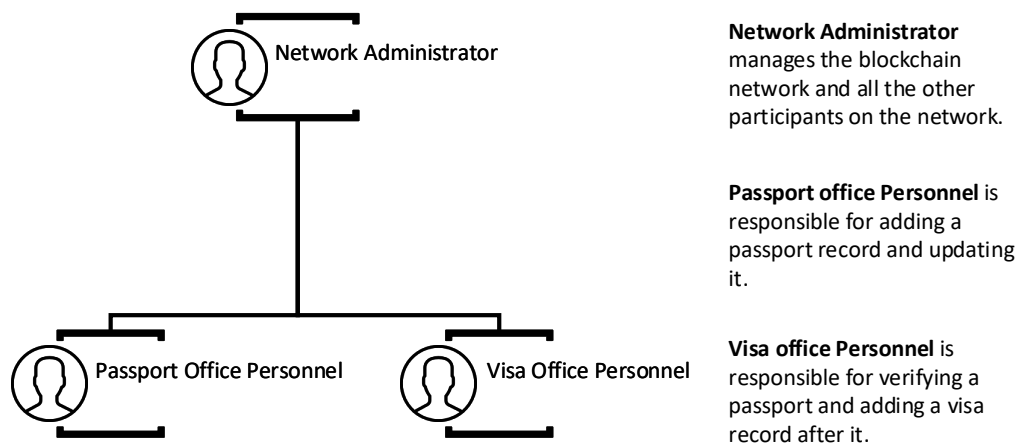 Network Administrator
Passport Office Personnel
Visa Office Personnel
Network Administrator
manages the blockchain
network and all the other
participants on the network.
Passport office Personnel is
responsible for adding a
passport record and updating
it.
Visa office Personnel is
responsible for verifying a
passport and adding a visa
record after it.